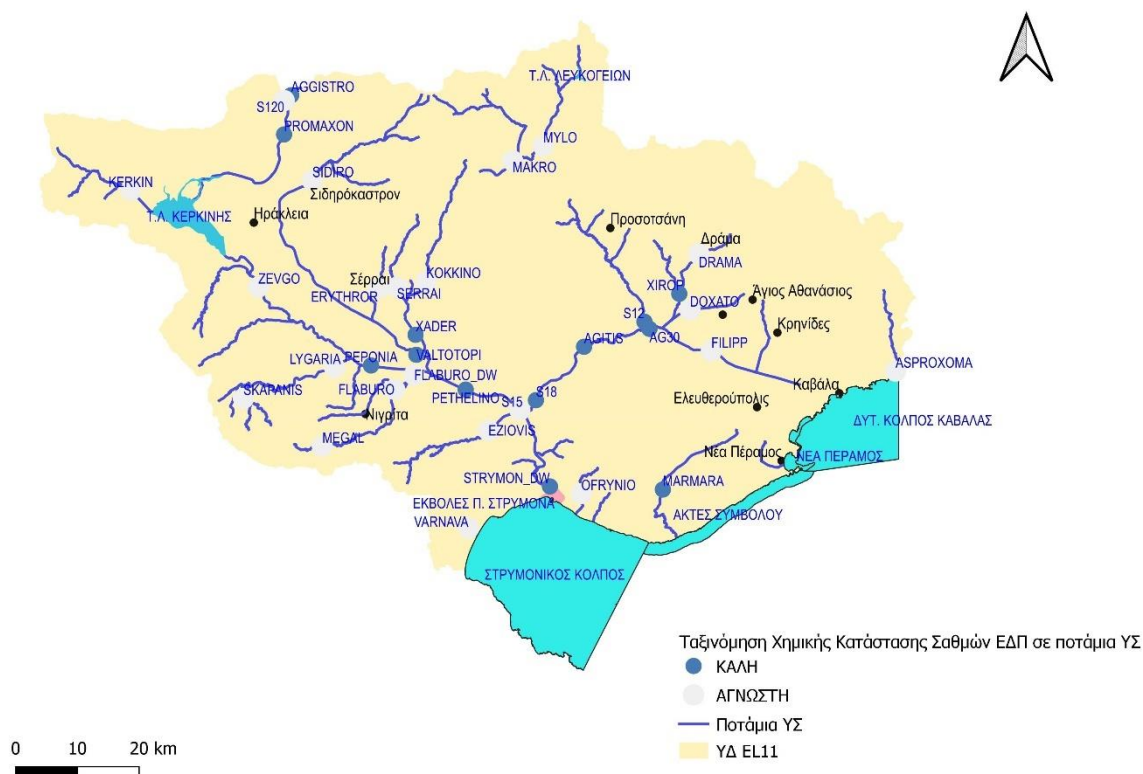 Τ.Λ. ΛΕΥΚΟΓΕΙΩΝ
AGGISTRO
S120
PROMAXON
MYLO
MAKRO
SIDIRO
KERKIN
Σιδηρόκαστρον
Τ.Λ. ΚΕΡΚΙΝΗΣ
Ηράκλεια
Προσοτσάνη
Δράμα
DRAMA
ZEVGO
Σέρραι
KOKKINO
ERYTHROR
SERRAI
XIROP
DOXATO
Άγιος Αθανάσιος
S12
AG30
Κρηνίδες
XADER
VALTOTOPI
AGITIS
FILIPP
LYGARIA
PEPONIA
FLABURO_DW
ASPROXOMA
SKAPANIS
FLABURO
PETHELINO
S18
S15
Καβάλα
Ελευθερούπολις
Νιγρίτα
ΔΥΤ. ΚΟΛΠΟΣ ΚΑΒΑΛΑΣ
EZIOVIS
MEGAL
Νέα Πέραμος
ΝΕΑ ΠΕΡΑΜΟΣ
STRYMON_DW
OFRYNIO
MARMARA
ΕΚΒΟΛΕΣ Π. ΣΤΡΥΜΟΝΑ
VARNAVA
ΑΚΤΕΣ ΣΥΜΒΟΛΟΥ
ΣΤΡΥΜΟΝΙΚΟΣ ΚΟΛΠΟΣ
Ταξινόμηση Χημικής Κατάστασης Σαθμών ΕΔΠ σε ποτάμια ΥΣ
ΚΑΛΗ
ΑΓΝΩΣΤΗ
Ποτάμια ΥΣ
ΥΔ EL11
0 10 20 km